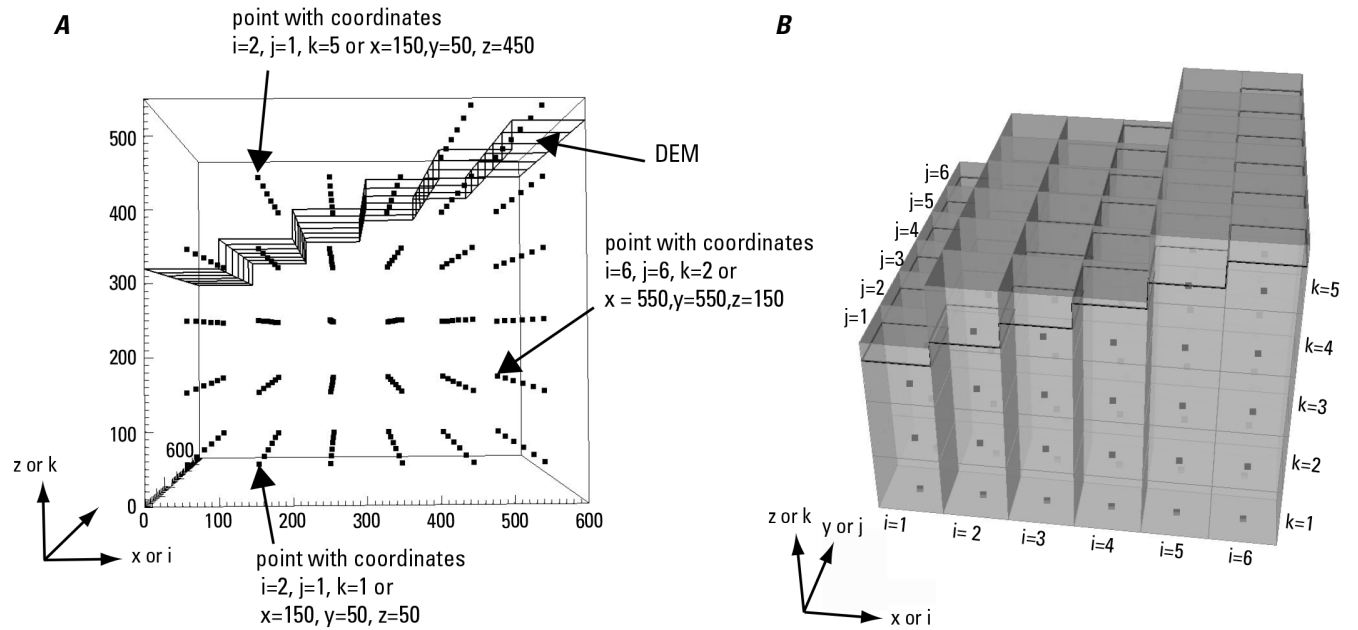 A
point with coordinates
i=2, j=1, k=5 or x=150,y=50, z=450
500
400
300
200
100
0
600
DEM
point with coordinates
i=6, j=6, k=2 or
x = 550,y=550,z=150
z or k
x or i
0
100
200
300
400
500
600
point with coordinates
i=2, j=1, k=1 or
x=150, y=50, z=50
B
j=6
j=5
j=4
j=3
j=2
j=1
k=5
k=4
k=3
k=2
k=1
i=1
i= 2
i=3
i=4
i=5
i=6
z or k
y or j
x or i